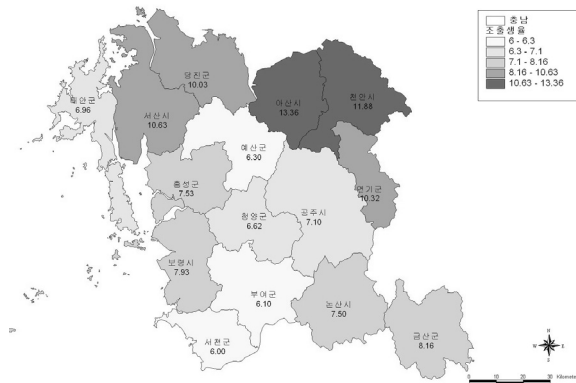 충남
조출생율
6 - 6.3
6.3 - 7.1
7.1 - 8.16
8.16 - 10.63
10.63 - 13.36
당진군
10.03
아산시
13.36
천안시
11.88
태안군
6.96
서산시
10.63
예산군
6.30
연기군
10.32
홍성군
7.53
청양군
6.62
공주시
7.10
보령시
7.93
부여군
6.10
논산시
7.50
금산군
8.16
서천군
6.00
N
W E
S
0 10 20 30 Kilometers